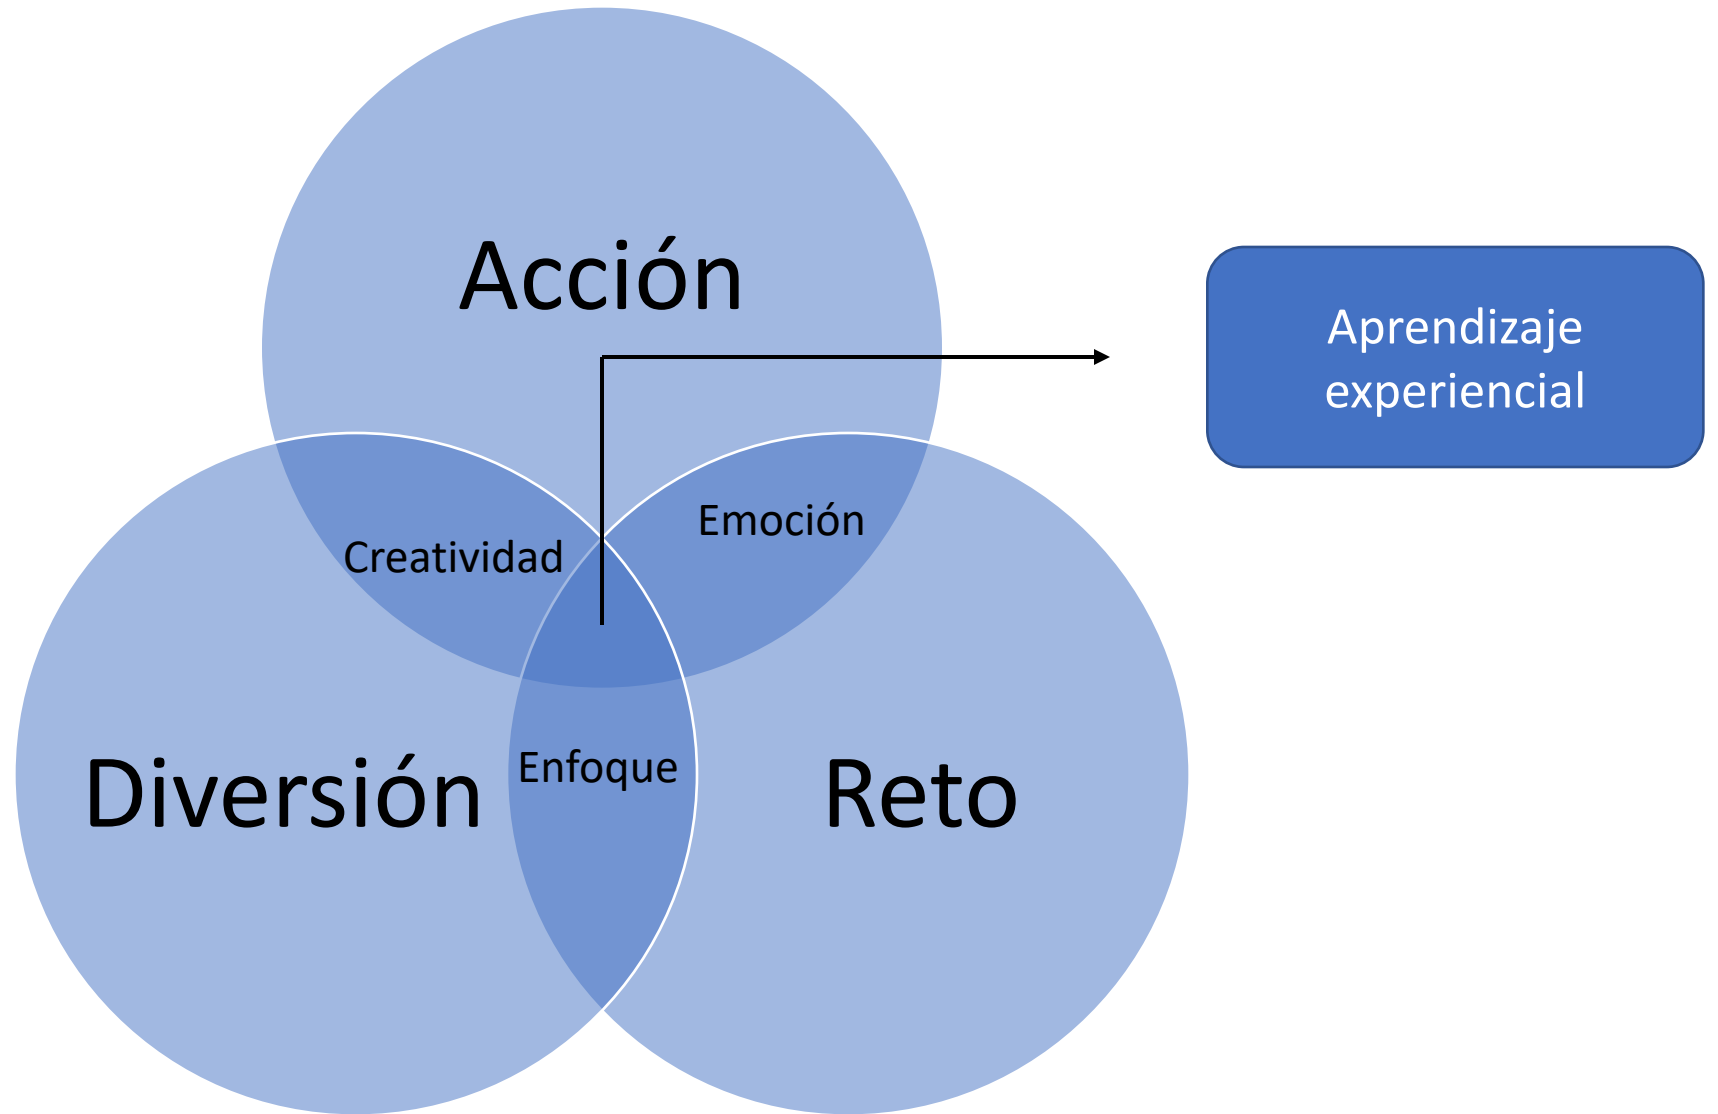 Acción
Aprendizaje
experiencial
Emoción
Creatividad
Enfoque
Diversión
Reto